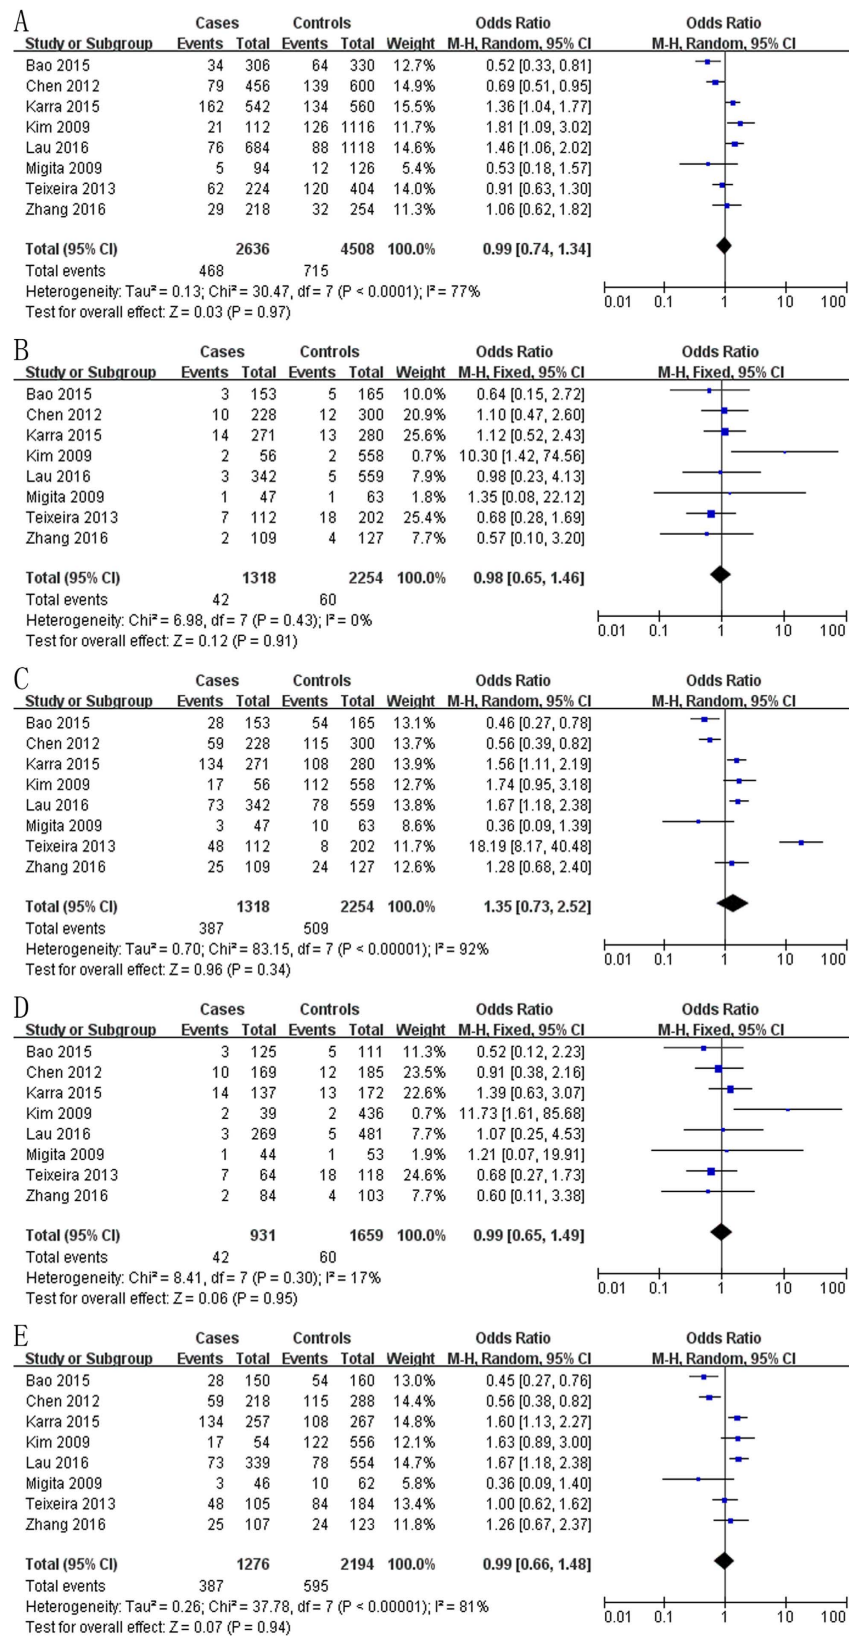 A
Cases Controls Odds Ratio Odds Ratio
Study or Subgroup Events Total Events Total Weight M-H, Random, 95% CI M-H, Random, 95% CI
Bao 2015 34 306 64 330 12.7% 0.52 [0.33, 0.81]
Chen 2012 79 456 139 600 14.9% 0.69 [0.51, 0.95]
Karra 2015 162 542 134 560 15.5% 1.36 [1.04, 1.77]
Kim 2009 21 112 126 1116 11.7% 1.81 [1.09, 3.02]
Lau 2016 76 684 88 1118 14.6% 1.46 [1.06, 2.02]
Migita 2009 5 94 12 126 5.4% 0.53 [0.18, 1.57]
Teixeira 2013 62 224 120 404 14.0% 0.91 [0.63, 1.30]
Zhang 2016 29 218 32 254 11.3% 1.06 [0.62, 1.82]
Total (95% CI) 2636 4508 100.0% 0.99 [0.74, 1.34]
Total events 468 715
Heterogeneity: Tau² = 0.13; Chi² = 30.47, df = 7 (P < 0.0001); I² = 77%
Test for overall effect: Z = 0.03 (P = 0.97)
0.01 0.1 1 10 100
B
Cases Controls Odds Ratio Odds Ratio
Study or Subgroup Events Total Events Total Weight M-H, Fixed, 95% CI M-H, Fixed, 95% CI
Bao 2015 3 153 5 165 10.0% 0.64 [0.15, 2.72]
Chen 2012 10 228 12 300 20.9% 1.10 [0.47, 2.60]
Karra 2015 14 271 13 280 25.6% 1.12 [0.52, 2.43]
Kim 2009 2 56 2 558 0.7% 10.30 [1.42, 74.56]
Lau 2016 3 342 5 559 7.9% 0.98 [0.23, 4.13]
Migita 2009 1 47 1 63 1.8% 1.35 [0.08, 22.12]
Teixeira 2013 7 112 18 202 25.4% 0.68 [0.28, 1.69]
Zhang 2016 2 109 4 127 7.7% 0.57 [0.10, 3.20]
Total (95% CI) 1318 2254 100.0% 0.98 [0.65, 1.46]
Total events 42 60
Heterogeneity: Chi² = 6.98, df = 7 (P = 0.43); I² = 0%
Test for overall effect: Z = 0.12 (P = 0.91)
0.01 0.1 1 10 100
C
Cases Controls Odds Ratio Odds Ratio
Study or Subgroup Events Total Events Total Weight M-H, Random, 95% CI M-H, Random, 95% CI
Bao 2015 28 153 54 165 13.1% 0.46 [0.27, 0.78]
Chen 2012 59 228 115 300 13.7% 0.56 [0.39, 0.82]
Karra 2015 134 271 108 280 13.9% 1.56 [1.11, 2.19]
Kim 2009 17 56 112 558 12.7% 1.74 [0.95, 3.18]
Lau 2016 73 342 78 559 13.8% 1.67 [1.18, 2.38]
Migita 2009 3 47 10 63 8.6% 0.36 [0.09, 1.39]
Teixeira 2013 48 112 8 202 11.7% 18.19 [8.17, 40.48]
Zhang 2016 25 109 24 127 12.6% 1.28 [0.68, 2.40]
Total (95% CI) 1318 2254 100.0% 1.35 [0.73, 2.52]
Total events 387 509
Heterogeneity: Tau² = 0.70; Chi² = 83.15, df = 7 (P < 0.00001); I² = 92%
Test for overall effect: Z = 0.96 (P = 0.34)
0.01 0.1 1 10 100
D
Cases Controls Odds Ratio Odds Ratio
Study or Subgroup Events Total Events Total Weight M-H, Fixed, 95% CI M-H, Fixed, 95% CI
Bao 2015 3 125 5 111 11.3% 0.52 [0.12, 2.23]
Chen 2012 10 169 12 185 23.5% 0.91 [0.38, 2.16]
Karra 2015 14 137 13 172 22.6% 1.39 [0.63, 3.07]
Kim 2009 2 39 2 436 0.7% 11.73 [1.61, 85.68]
Lau 2016 3 269 5 481 7.7% 1.07 [0.25, 4.53]
Migita 2009 1 44 1 53 1.9% 1.21 [0.07, 19.91]
Teixeira 2013 7 64 18 118 24.6% 0.68 [0.27, 1.73]
Zhang 2016 2 84 4 103 7.7% 0.60 [0.11, 3.38]
Total (95% CI) 931 1659 100.0% 0.99 [0.65, 1.49]
Total events 42 60
Heterogeneity: Chi² = 8.41, df = 7 (P = 0.30); I² = 17%
Test for overall effect: Z = 0.06 (P = 0.95)
0.01 0.1 1 10 100
E
Cases Controls Odds Ratio Odds Ratio
Study or Subgroup Events Total Events Total Weight M-H, Random, 95% CI M-H, Random, 95% CI
Bao 2015 28 150 54 160 13.0% 0.45 [0.27, 0.76]
Chen 2012 59 218 115 288 14.4% 0.56 [0.38, 0.82]
Karra 2015 134 257 108 267 14.8% 1.60 [1.13, 2.27]
Kim 2009 17 54 122 556 12.1% 1.63 [0.89, 3.00]
Lau 2016 73 339 78 554 14.7% 1.67 [1.18, 2.38]
Migita 2009 3 46 10 62 5.8% 0.36 [0.09, 1.40]
Teixeira 2013 48 105 84 184 13.4% 1.00 [0.62, 1.62]
Zhang 2016 25 107 24 123 11.8% 1.26 [0.67, 2.37]
Total (95% CI) 1276 2194 100.0% 0.99 [0.66, 1.48]
Total events 387 595
Heterogeneity: Tau² = 0.26; Chi² = 37.78, df = 7 (P < 0.00001); I² = 81%
Test for overall effect: Z = 0.07 (P = 0.94)
0.01 0.1 1 10 100